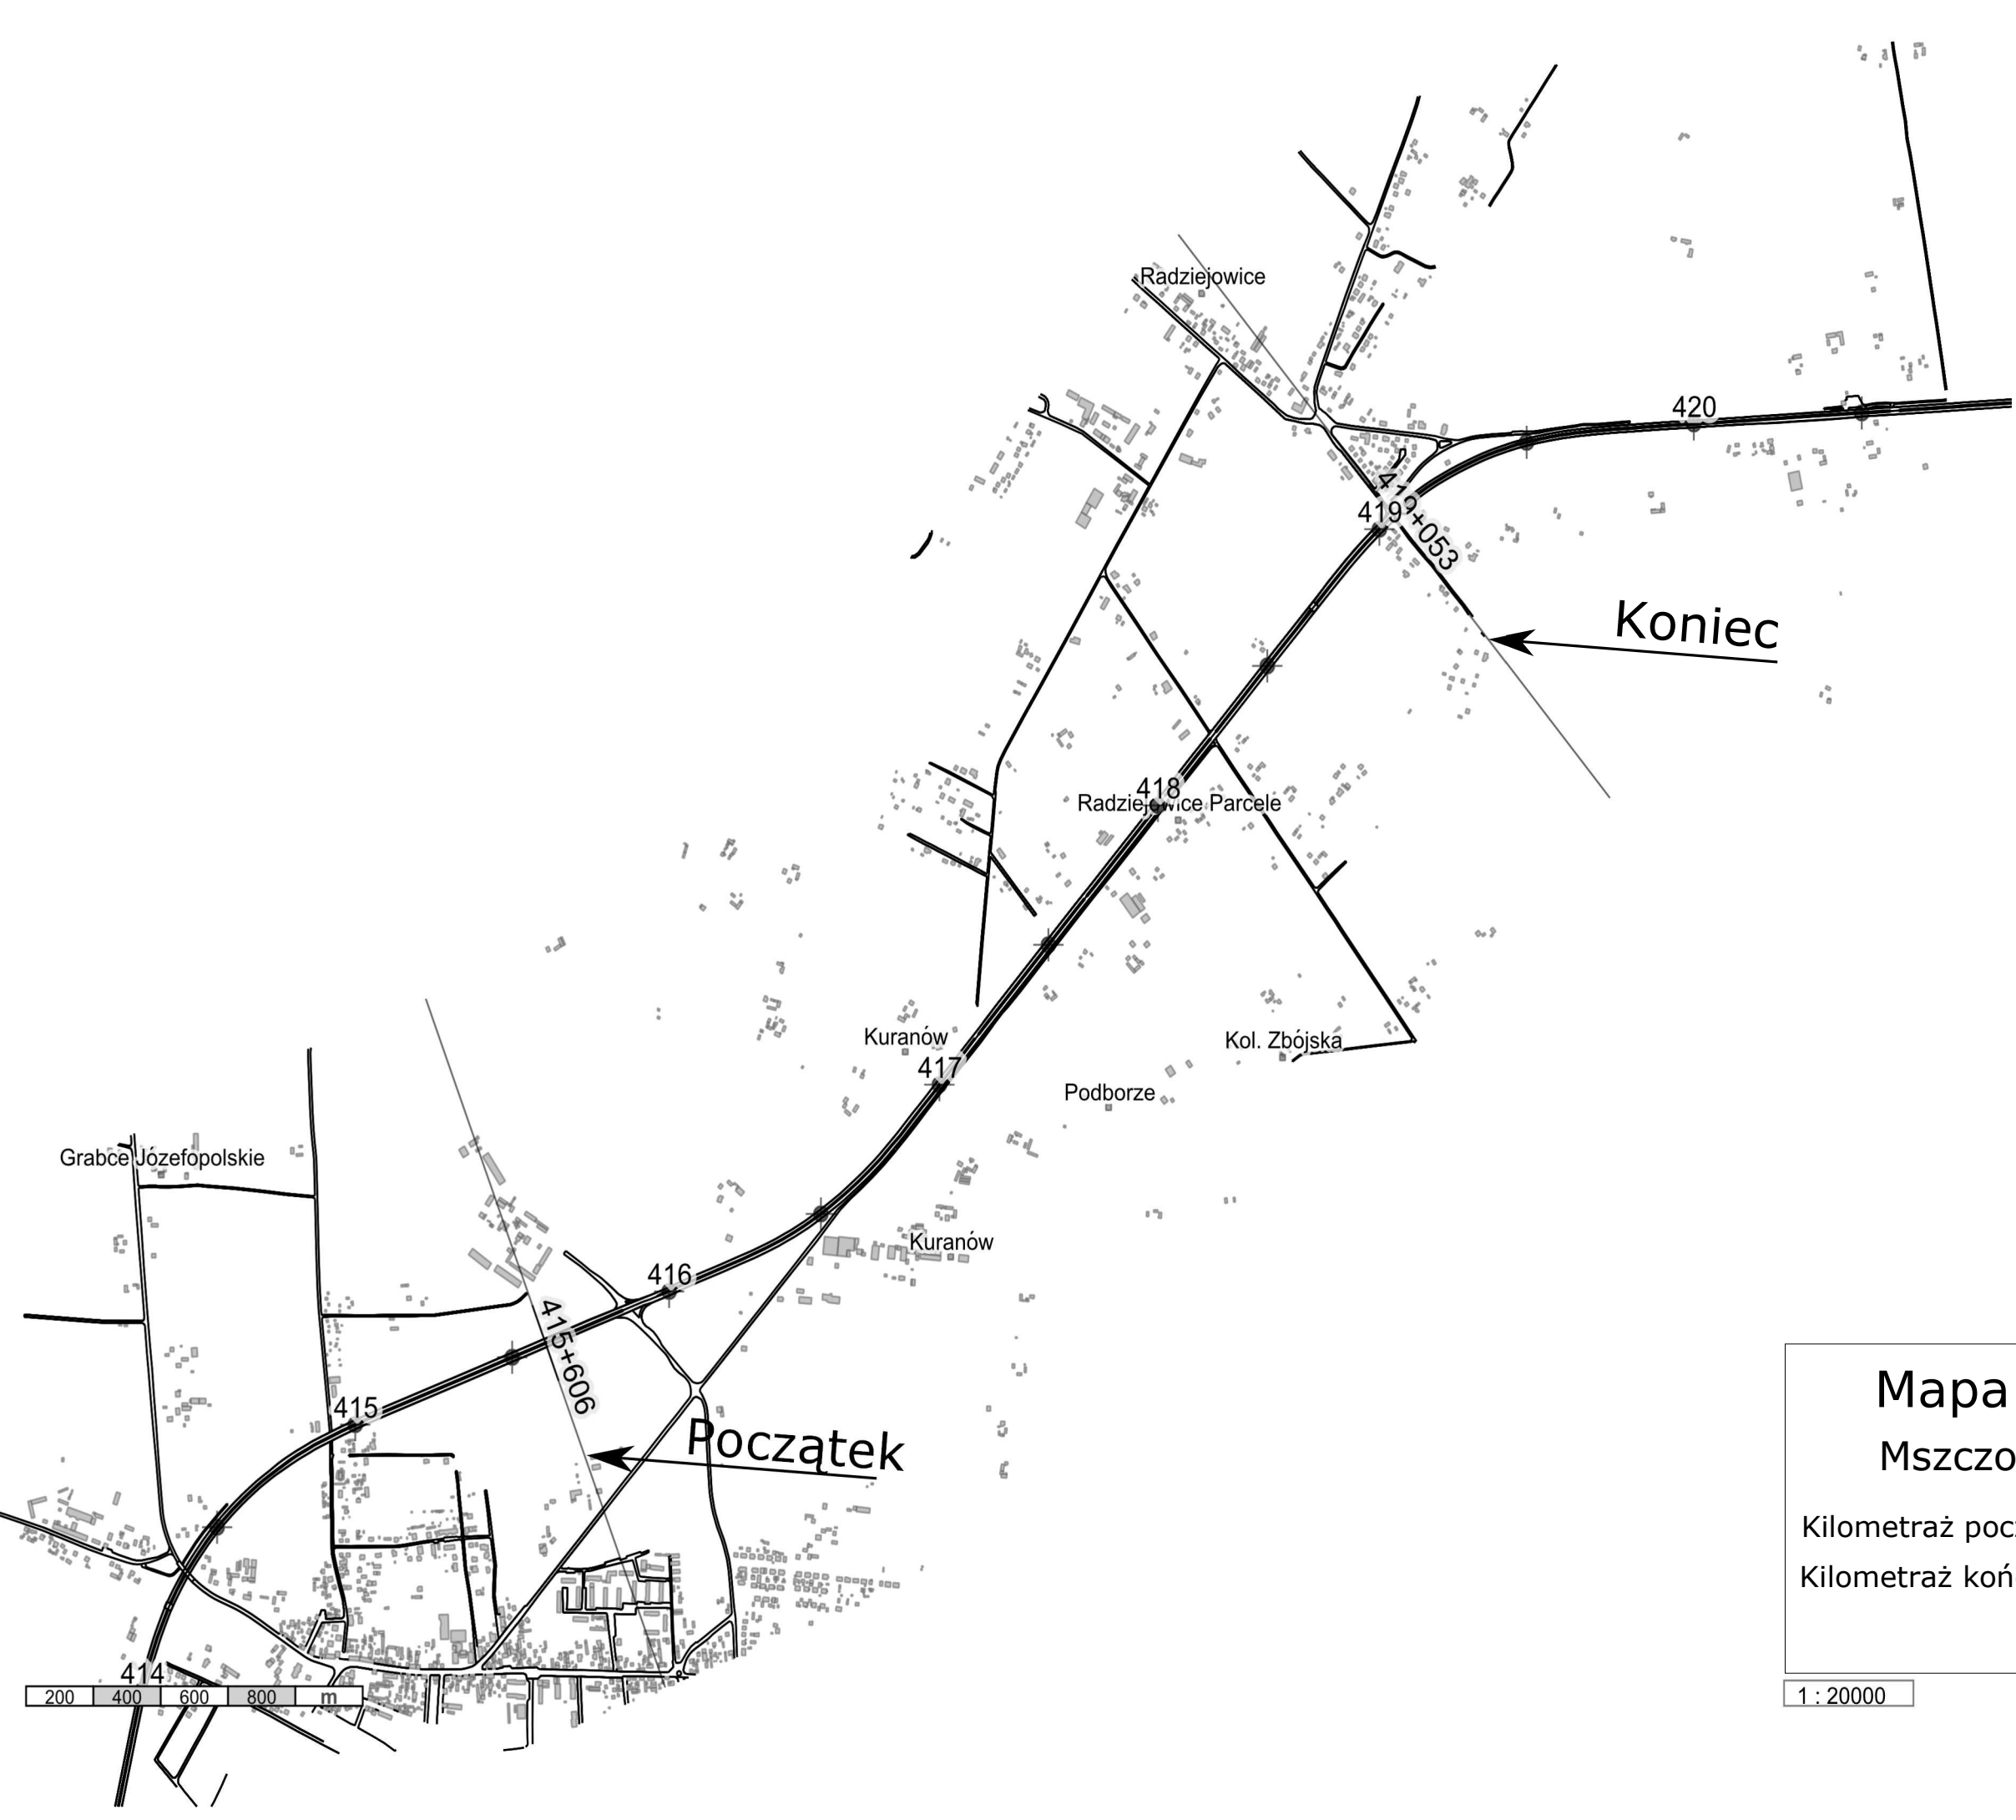 Radziejowice
420
419
419+053
Koniec
418
Radziejowice Parcele
Kuranów
417
Kol. Zbójska
Podborze
Grabce Józefopolskie
Kuranów
416
415+606
415
Początek
414
200 400 600 800 m
Mapa
Mszczo
Kilometraż pocz
Kilometraż koń
1 : 20000